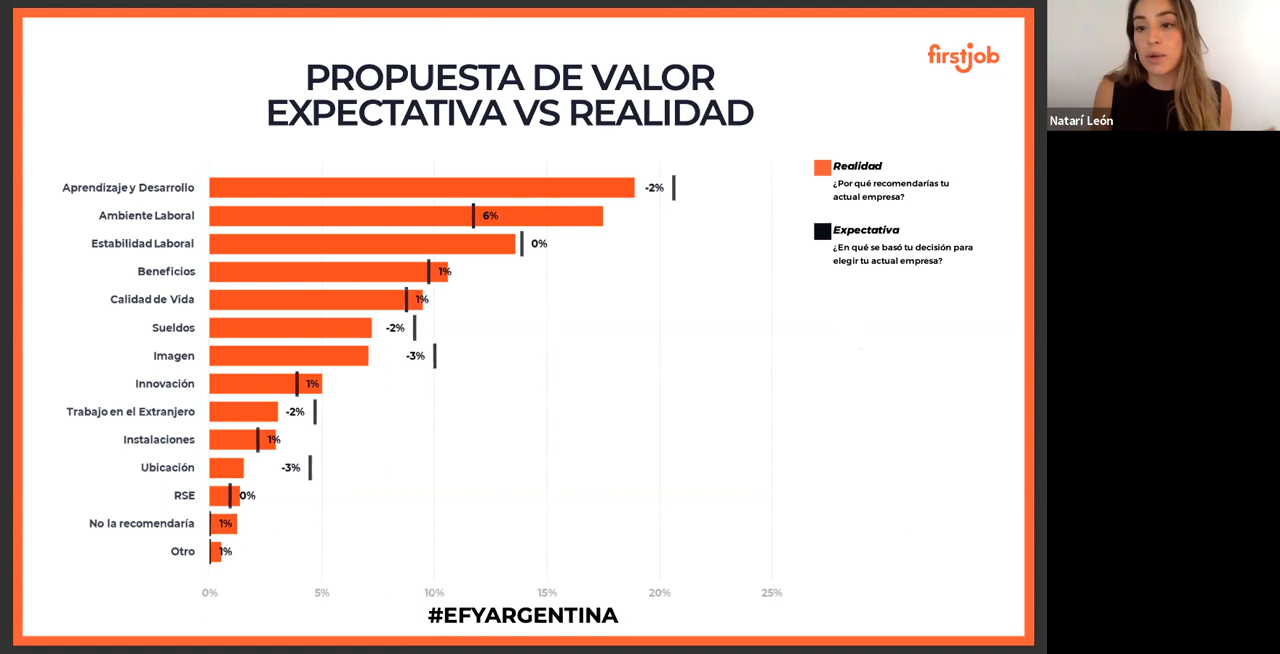 firstjob
PROPUESTA DE VALOR
EXPECTATIVA VS REALIDAD
Natarí León
Realidad
¿Por qué recomendarías tu
actual empresa?
Expectativa
¿En qué se basó tu decisión para
elegir tu actual empresa?
Aprendizaje y Desarrollo -2%
Ambiente Laboral 6%
Estabilidad Laboral 0%
Beneficios 1%
Calidad de Vida 1%
Sueldos -2%
Imagen -3%
Innovación 1%
Trabajo en el Extranjero -2%
Instalaciones 1%
Ubicación -3%
RSE 0%
No la recomendaría 1%
Otro 1%
0% 5% 10% 15% 20% 25%
#EFYARGENTINA